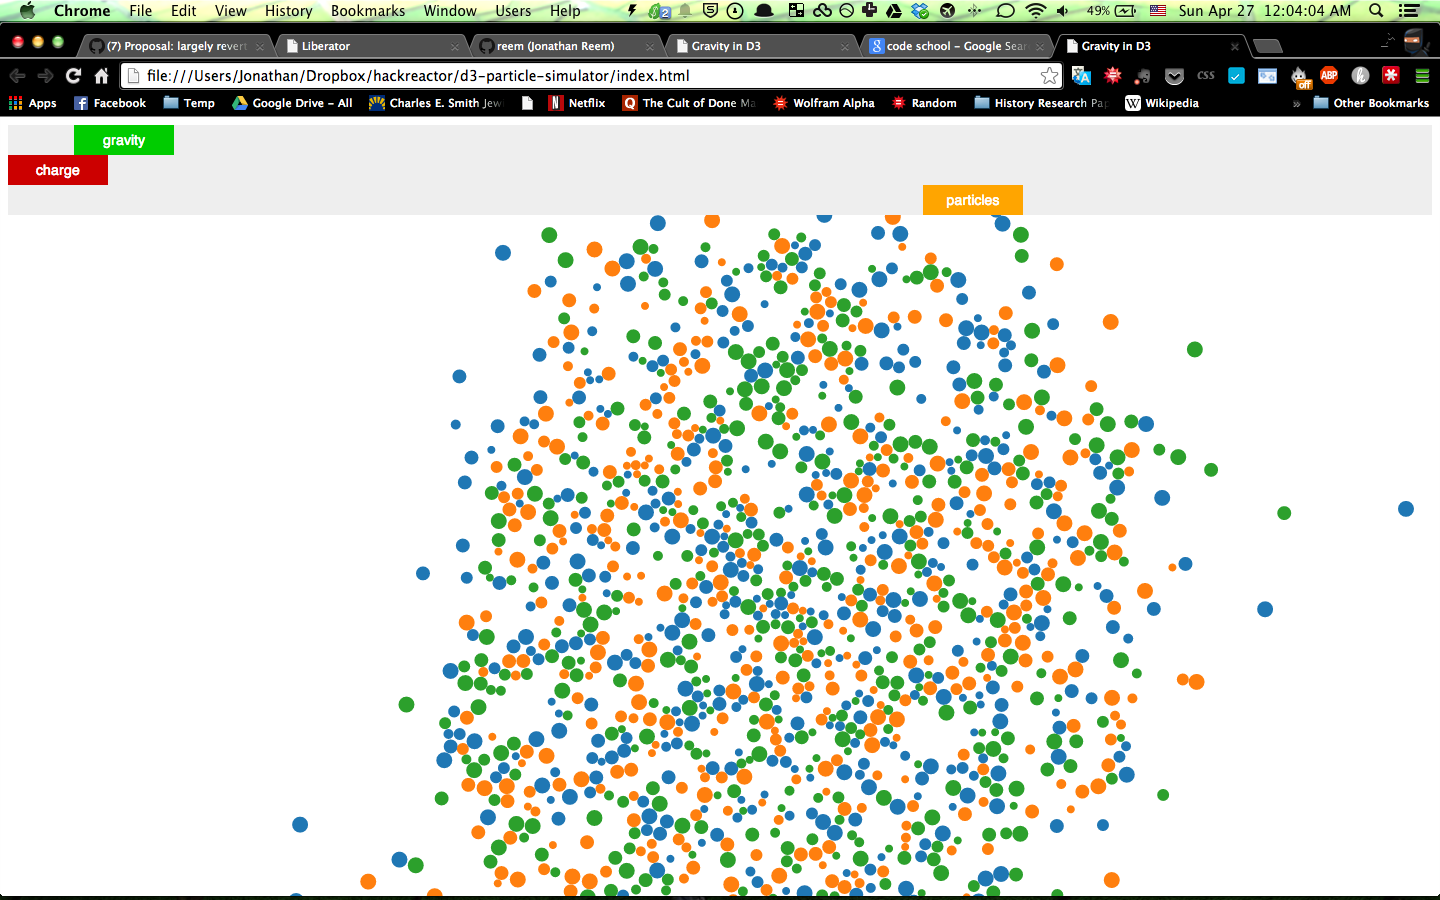 Chrome File Edit View History Bookmarks Window Users Help 2 49% Sun Apr 27 12:04:04 AM
(7) Proposal: largely revert Liberator reem (Jonathan Reem) Gravity in D3 code school - Google Sear Gravity in D3
file:///Users/Jonathan/Dropbox/hackreactor/d3-particle-simulator/index.html CSS off ABP h
Apps Facebook Temp Google Drive - All Charles E. Smith Jew Netflix The Cult of Done Ma Wolfram Alpha Random History Research Pap Wikipedia » Other Bookmarks
gravity
charge
particles